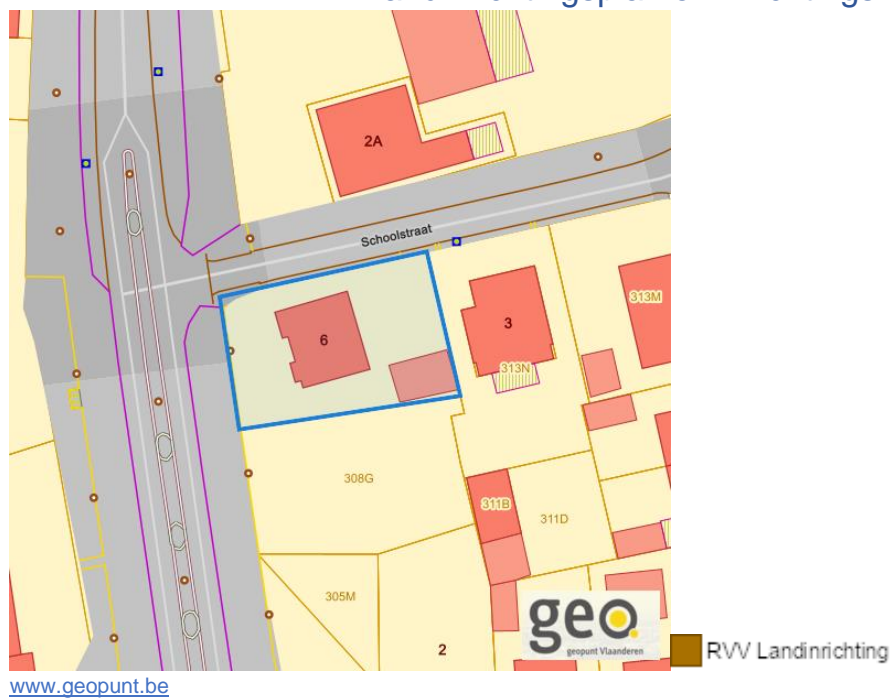 2A
Schoolstraat
6
3
313M
313N
308G
311B
311D
305M
2
geo.
geopunt Vlaanderen
RVV Landinrichting
www.geopunt.be